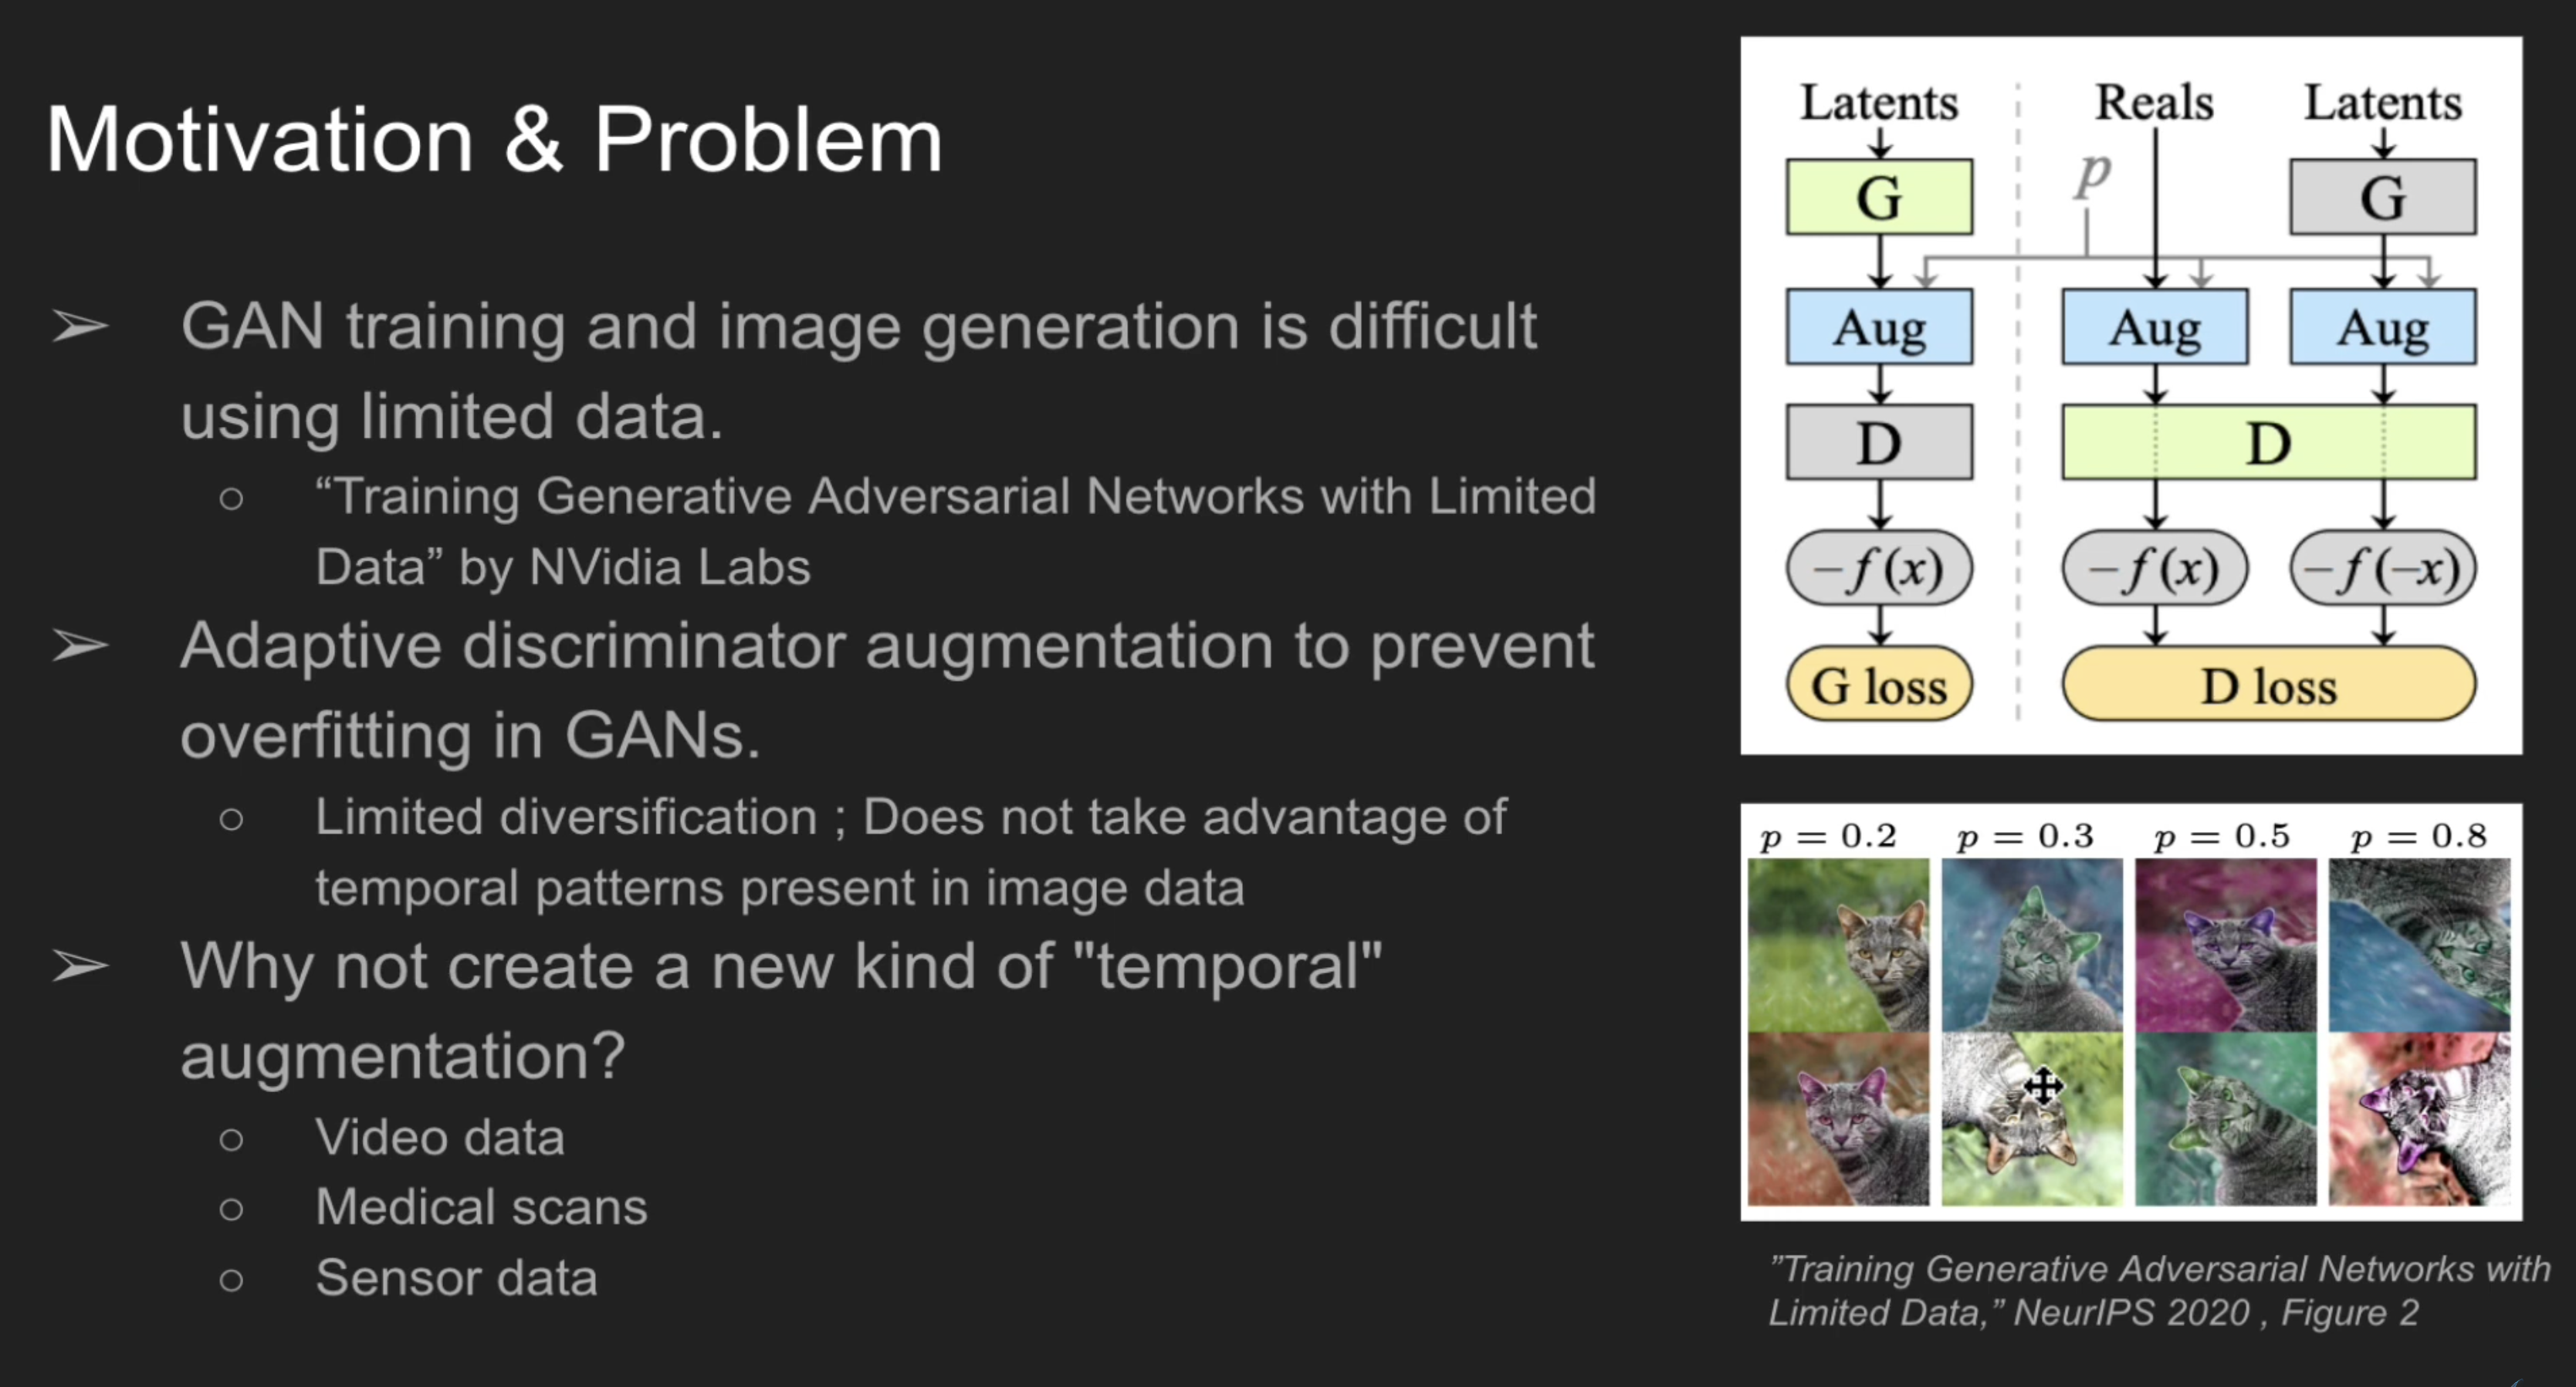 Motivation & Problem
➢ GAN training and image generation is difficult
using limited data.
○ “Training Generative Adversarial Networks with Limited
Data” by NVidia Labs
➢ Adaptive discriminator augmentation to prevent
overfitting in GANs.
○ Limited diversification ; Does not take advantage of
temporal patterns present in image data
➢ Why not create a new kind of "temporal"
augmentation?
○ Video data
○ Medical scans
○ Sensor data
Latents Reals Latents
p
G G
Aug Aug Aug
D D
−f(x) −f(x) −f(−x)
G loss D loss
p = 0.2 p = 0.3 p = 0.5 p = 0.8
”Training Generative Adversarial Networks with
Limited Data,” NeurIPS 2020 , Figure 2